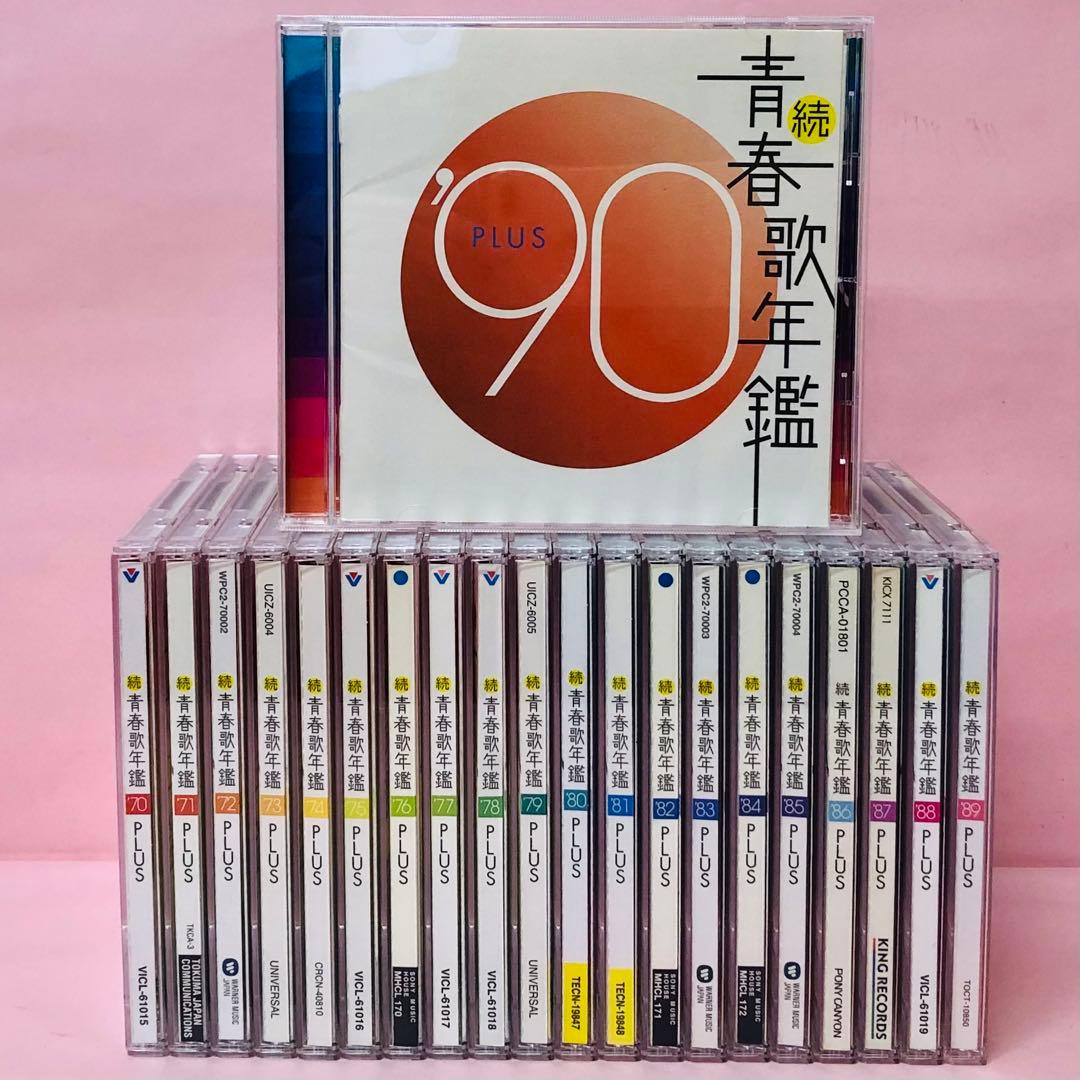 続
青春歌年鑑
'90
PLUS
続 青春歌年鑑 '70 PLUS VICL-61015
続 青春歌年鑑 '71 PLUS TKCA-3 TOKUMA JAPAN COMMUNICATIONS
WPC2-70002 続 青春歌年鑑 '72 PLUS WARNER MUSIC JAPAN
UICZ-6004 続 青春歌年鑑 '73 PLUS UNIVERSAL
続 青春歌年鑑 '74 PLUS CRCN-40810
続 青春歌年鑑 '75 PLUS VICL-61016
続 青春歌年鑑 '76 PLUS SONY MUSIC HOUSE MHCL 170
続 青春歌年鑑 '77 PLUS VICL-61017
続 青春歌年鑑 '78 PLUS VICL-61018
UICZ-6005 続 青春歌年鑑 '79 PLUS UNIVERSAL
続 青春歌年鑑 '80 PLUS TECN-19847
続 青春歌年鑑 '81 PLUS TECN-19848
続 青春歌年鑑 '82 PLUS SONY MUSIC HOUSE MHCL 171
WPC2-70003 続 青春歌年鑑 '83 PLUS WARNER MUSIC JAPAN
続 青春歌年鑑 '84 PLUS SONY MUSIC HOUSE MHCL 172
WPC2-70004 続 青春歌年鑑 '85 PLUS WARNER MUSIC JAPAN
PCCA-01801 続 青春歌年鑑 '86 PLUS PONY CANYON
KICX 7111 続 青春歌年鑑 '87 PLUS KING RECORDS
続 青春歌年鑑 '88 PLUS VICL-61019
続 青春歌年鑑 '89 PLUS TOCT-10850